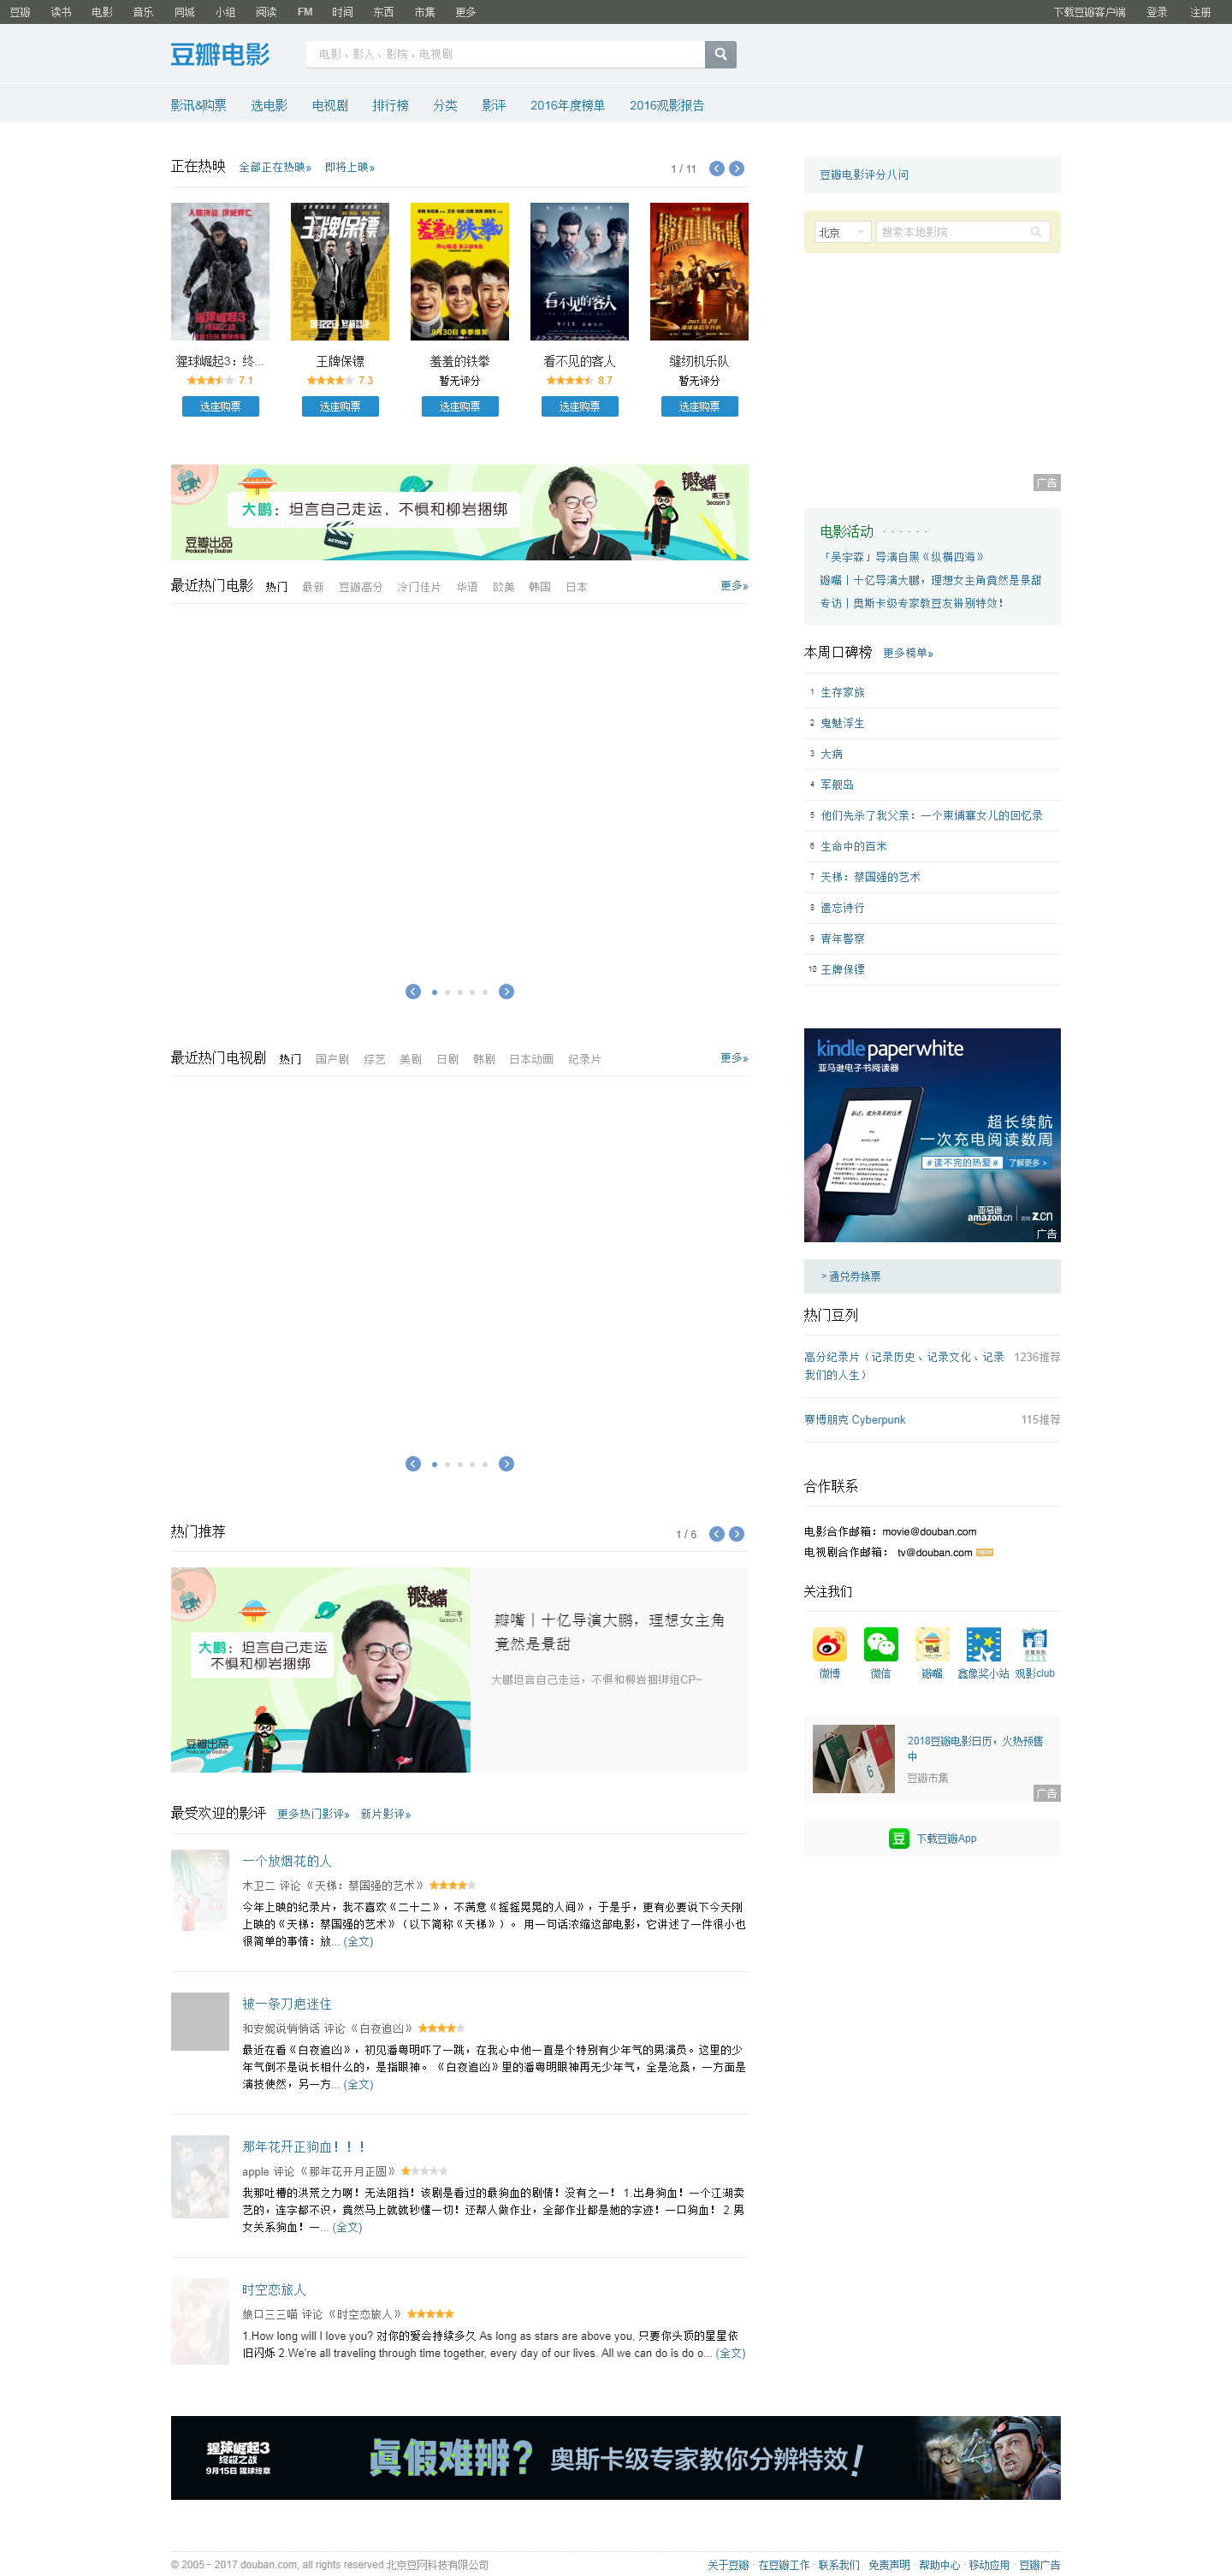 豆瓣 读书 电影 音乐 同城 小组 阅读 FM 时间 东西 市集 更多
下载豆瓣客户端 登录 注册
豆瓣电影
电影、影人、影院、电视剧
影讯&购票 选电影 电视剧 排行榜 分类 影评 2016年度榜单 2016观影报告
正在热映 全部正在热映» 即将上映» 1 / 11
王牌保镖
羞羞的铁拳
9月30日
看不见的客人
猩球崛起3
终极之战
猩球崛起3：终... 王牌保镖 羞羞的铁拳 看不见的客人 缝纫机乐队
7.1 7.3 暂无评分 8.7 暂无评分
选座购票 选座购票 选座购票 选座购票 选座购票
大鹏：坦言自己走运，不惧和柳岩捆绑
第三季
Season 3
ACTION
豆瓣出品
Produced by Douban
最近热门电影 热门 最新 豆瓣高分 冷门佳片 华语 欧美 韩国 日本 更多»
最近热门电视剧 热门 国产剧 综艺 美剧 日剧 韩剧 日本动画 纪录片 更多»
热门推荐 1 / 6
第三季
Season 3
大鹏：坦言自己走运
不惧和柳岩捆绑
豆瓣出品
Produced by Douban
瓣嘴丨十亿导演大鹏，理想女主角
竟然是景甜
大鹏坦言自己走运，不惧和柳岩捆绑组CP~
最受欢迎的影评 更多热门影评» 新片影评»
一个放烟花的人
木卫二 评论《天梯：蔡国强的艺术》
今年上映的纪录片，我不喜欢《二十二》，不满意《摇摇晃晃的人间》，于是乎，更有必要说下今天刚
上映的《天梯：蔡国强的艺术》（以下简称《天梯》）。 用一句话浓缩这部电影，它讲述了一件很小也
很简单的事情：放... (全文)
被一条刀疤迷住
和安妮说悄悄话 评论《白夜追凶》
最近在看《白夜追凶》，初见潘粤明吓了一跳，在我心中他一直是个特别有少年气的男演员。这里的少
年气倒不是说长相什么的，是指眼神。《白夜追凶》里的潘粤明眼神再无少年气，全是沧桑，一方面是
演技使然，另一方... (全文)
那年花开正狗血！！！
apple 评论《那年花开月正圆》
我那吐槽的洪荒之力啊！无法阻挡！该剧是看过的最狗血的剧情！没有之一！ 1.出身狗血！一个江湖卖
艺的，连字都不识，竟然马上就就秒懂一切！还帮人做作业，全部作业都是她的字迹！一口狗血！ 2.男
女关系狗血！一... (全文)
时空恋旅人
狼口三三喵 评论《时空恋旅人》
1.How long will I love you? 对你的爱会持续多久 As long as stars are above you, 只要你头顶的星星依
旧闪烁 2.We're all traveling through time together, every day of our lives. All we can do is do o... (全文)
豆瓣电影评分八问
北京 搜索本地影院
广告
电影活动 · · · · · ·
「吴宇森」导演自黑《纵横四海》
瓣嘴丨十亿导演大鹏，理想女主角竟然是景甜
专访丨奥斯卡级专家教豆友辨别特效！
本周口碑榜 更多榜单»
1 生存家族
2 鬼魅浮生
3 大病
4 军舰岛
5 他们先杀了我父亲：一个柬埔寨女儿的回忆录
6 生命中的百米
7 天梯：蔡国强的艺术
8 遗忘诗行
9 青年警察
10 王牌保镖
kindle paperwhite
亚马逊电子书阅读器
超长续航
一次充电阅读数周
#读不完的热爱# 了解更多 >
亚马逊
amazon.cn Z.cn
广告
> 通兑券换票
热门豆列
高分纪录片（记录历史、记录文化、记录 1236推荐
我们的人生）
赛博朋克 Cyberpunk 115推荐
合作联系
电影合作邮箱：movie@douban.com
电视剧合作邮箱： tv@douban.com NEW
关注我们
微博 微信 瓣嘴 鑫像奖小站 观影club
2018豆瓣电影日历，火热预售
中
豆瓣市集
广告
豆 下载豆瓣App
猩球崛起3
终极之战
9月15日 猩球终章
真假难辨？ 奥斯卡级专家教你分辨特效！
© 2005－2017 douban.com, all rights reserved 北京豆网科技有限公司
关于豆瓣 · 在豆瓣工作 · 联系我们 · 免责声明 · 帮助中心 · 移动应用 · 豆瓣广告